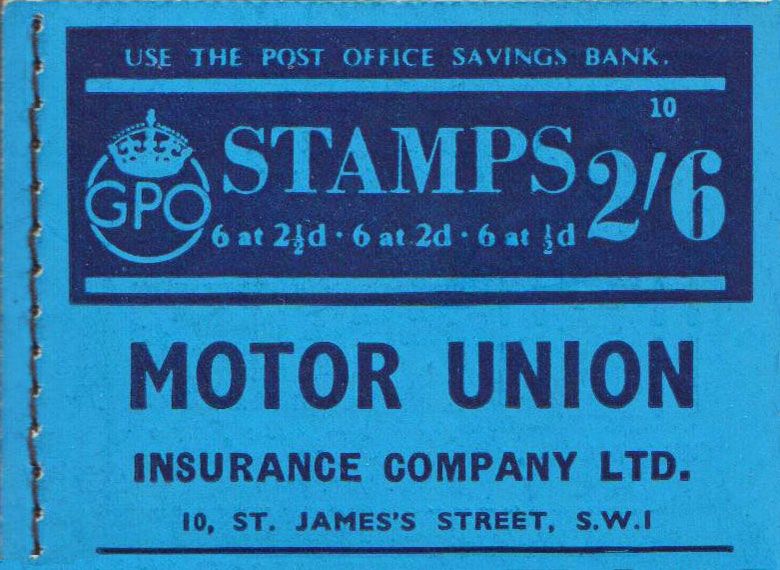 USE THE POST OFFICE SAVINGS BANK.
10
GPO STAMPS 2/6
6 at 2½d · 6 at 2d · 6 at ½d
MOTOR UNION
INSURANCE COMPANY LTD.
10, ST. JAMES'S STREET, S.W.1